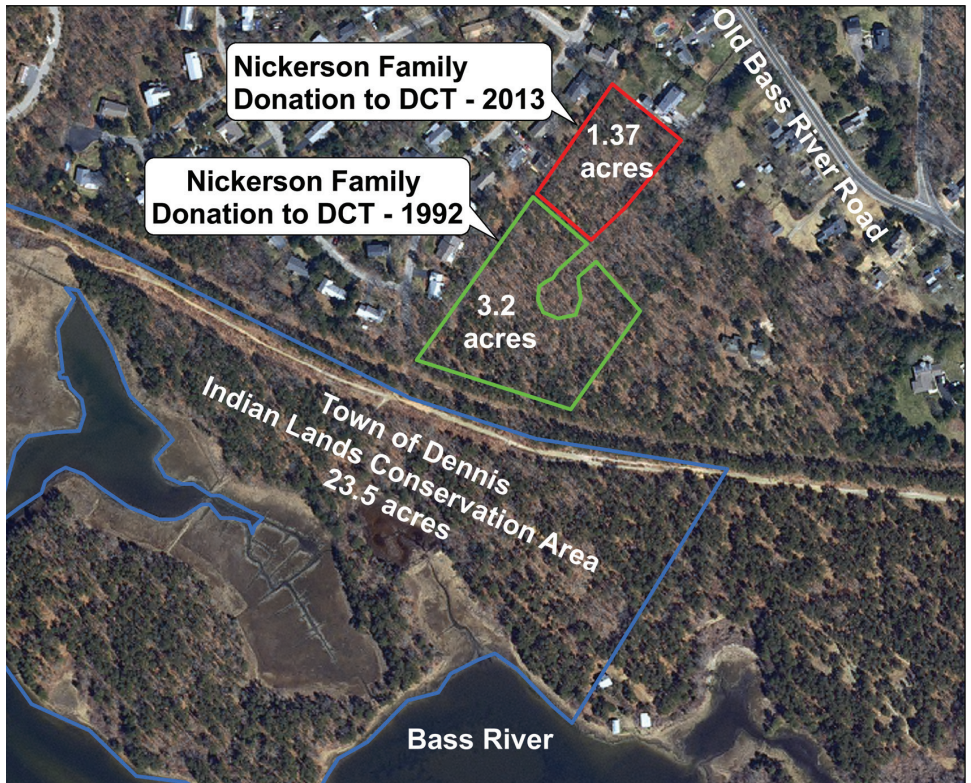 Old Bass River Road
Nickerson Family
Donation to DCT - 2013
1.37
acres
Nickerson Family
Donation to DCT - 1992
3.2
acres
Town of Dennis
Indian Lands Conservation Area
23.5 acres
Bass River